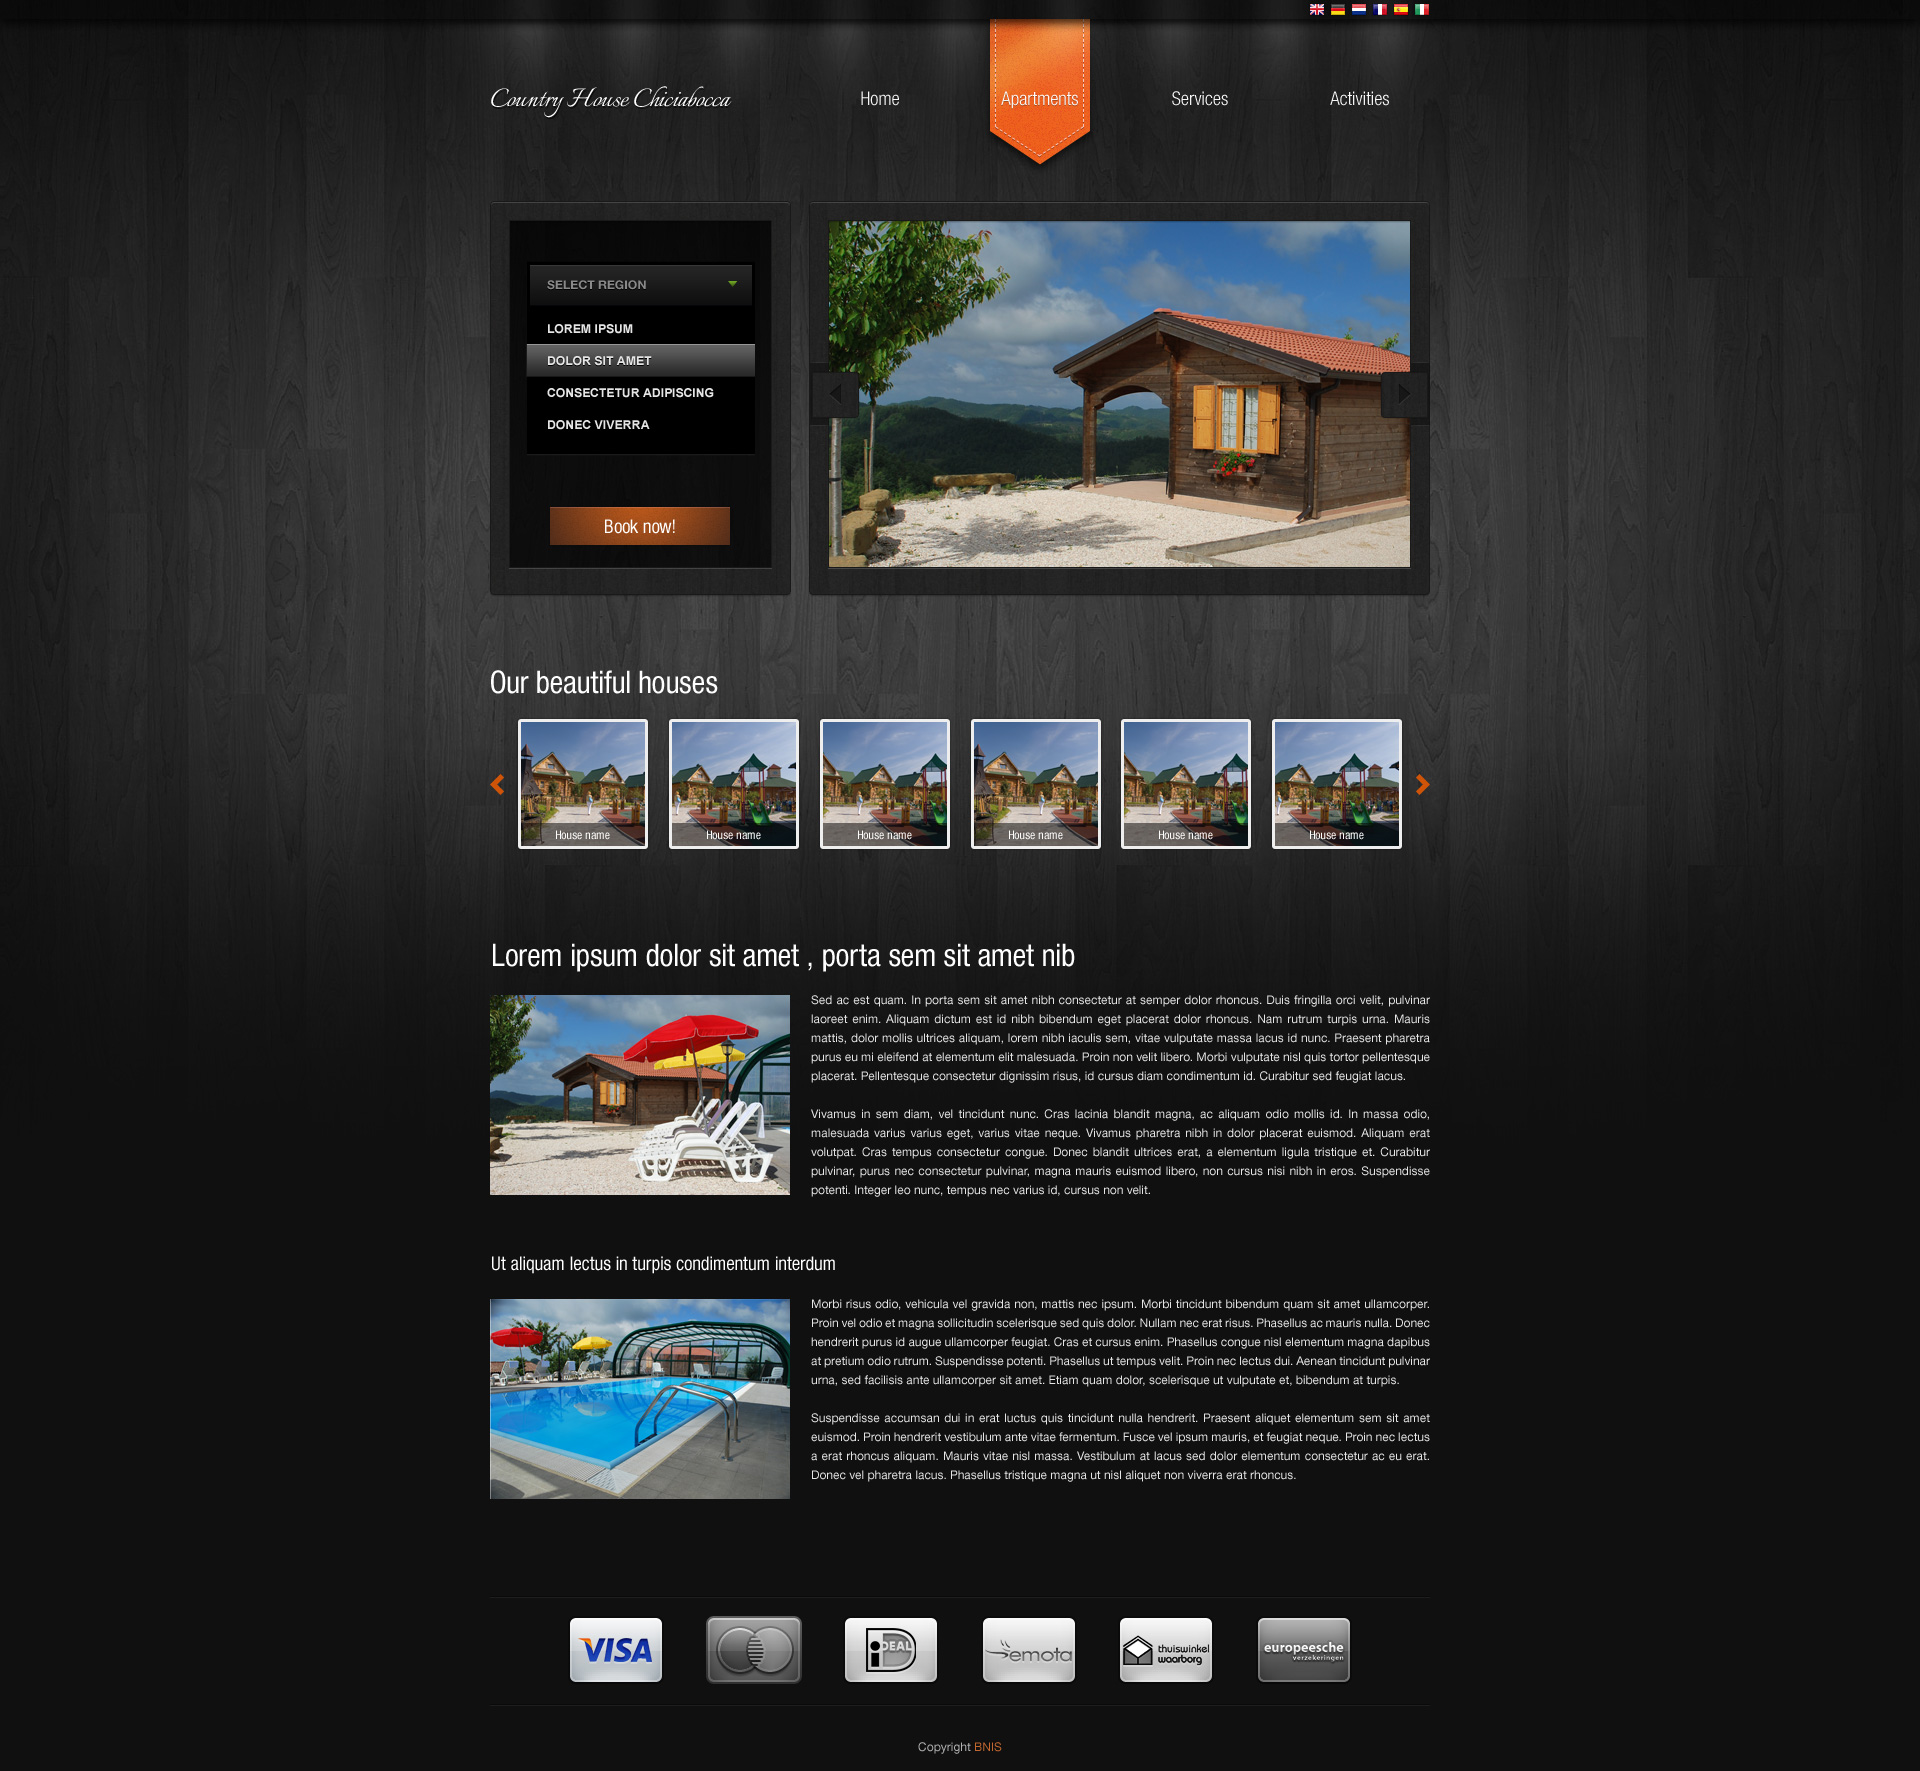 Country House Chiciabocca
Home
Apartments
Services
Activities
SELECT REGION
LOREM IPSUM
DOLOR SIT AMET
CONSECTETUR ADIPISCING
DONEC VIVERRA
Book now!
Our beautiful houses
House name
House name
House name
House name
House name
House name
Lorem ipsum dolor sit amet , porta sem sit amet nib
Sed ac est quam. In porta sem sit amet nibh consectetur at semper dolor rhoncus. Duis fringilla orci velit, pulvinar
laoreet enim. Aliquam dictum est id nibh bibendum eget placerat dolor rhoncus. Nam rutrum turpis urna. Mauris
mattis, dolor mollis ultrices aliquam, lorem nibh iaculis sem, vitae vulputate massa lacus id nunc. Praesent pharetra
purus eu mi eleifend at elementum elit malesuada. Proin non velit libero. Morbi vulputate nisl quis tortor pellentesque
placerat. Pellentesque consectetur dignissim risus, id cursus diam condimentum id. Curabitur sed feugiat lacus.
Vivamus in sem diam, vel tincidunt nunc. Cras lacinia blandit magna, ac aliquam odio mollis id. In massa odio,
malesuada varius varius eget, varius vitae neque. Vivamus pharetra nibh in dolor placerat euismod. Aliquam erat
volutpat. Cras tempus consectetur congue. Donec blandit ultrices erat, a elementum ligula tristique et. Curabitur
pulvinar, purus nec consectetur pulvinar, magna mauris euismod libero, non cursus nisi nibh in eros. Suspendisse
potenti. Integer leo nunc, tempus nec varius id, cursus non velit.
Ut aliquam lectus in turpis condimentum interdum
Morbi risus odio, vehicula vel gravida non, mattis nec ipsum. Morbi tincidunt bibendum quam sit amet ullamcorper.
Proin vel odio et magna sollicitudin scelerisque sed quis dolor. Nullam nec erat risus. Phasellus ac mauris nulla. Donec
hendrerit purus id augue ullamcorper feugiat. Cras et cursus enim. Phasellus congue nisl elementum magna dapibus
at pretium odio rutrum. Suspendisse potenti. Phasellus ut tempus velit. Proin nec lectus dui. Aenean tincidunt pulvinar
urna, sed facilisis ante ullamcorper sit amet. Etiam quam dolor, scelerisque ut vulputate et, bibendum at turpis.
Suspendisse accumsan dui in erat luctus quis tincidunt nulla hendrerit. Praesent aliquet elementum sem sit amet
euismod. Proin hendrerit vestibulum ante vitae fermentum. Fusce vel ipsum mauris, et feugiat neque. Proin nec lectus
a erat rhoncus aliquam. Mauris vitae nisl massa. Vestibulum at lacus sed dolor elementum consectetur ac eu erat.
Donec vel pharetra lacus. Phasellus tristique magna ut nisl aliquet non viverra erat rhoncus.
VISA
iDEAL
emota
thuiswinkel
waarborg
europeesche
verzekeringen
Copyright BNIS